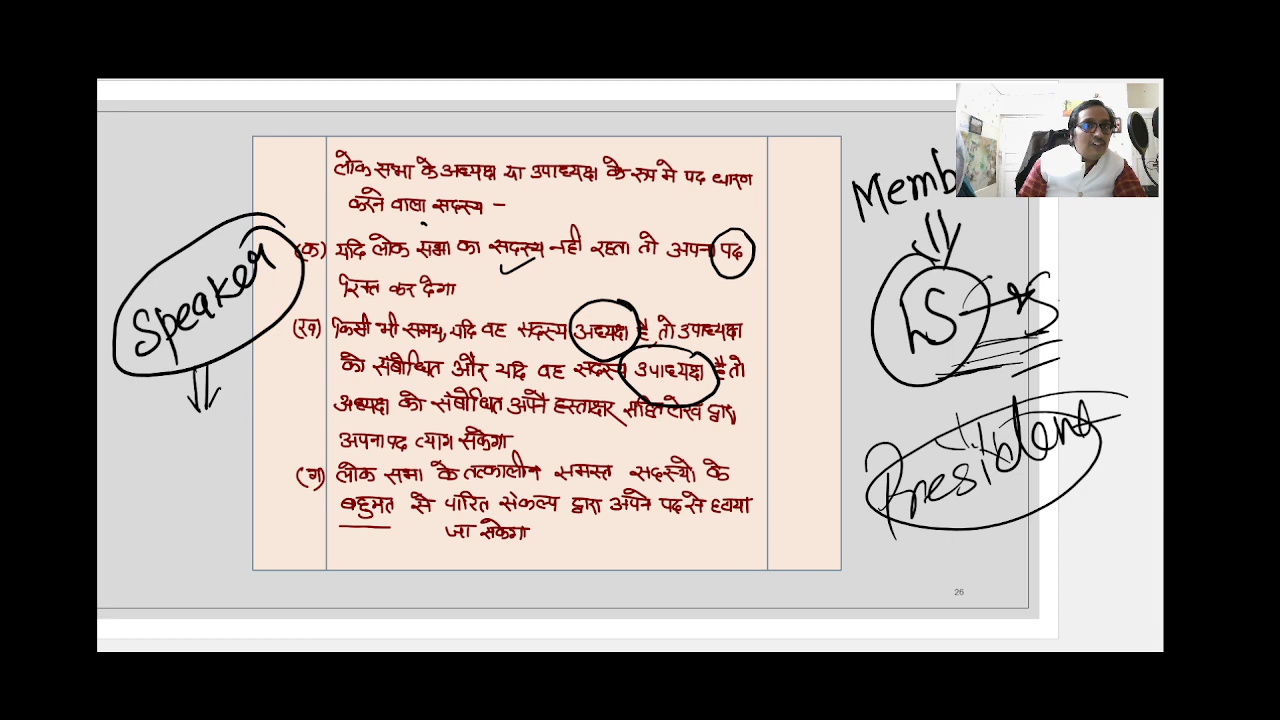 लोक सभा के अध्यक्ष या उपाध्यक्ष के रूप मे पद धारण
करने वाला सदस्य –
(क) यदि लोक सभा का सदस्य नही रहता तो अपना पद
रिक्त कर देगा
(ख) किसी भी समय, यदि वह सदस्य अध्यक्ष है तो उपाध्यक्ष
को संबोधित और यदि वह सदस्य उपाध्यक्ष है तो
अध्यक्ष को संबोधित अपने हस्ताक्षर सहित लेख द्वारा
अपना पद त्याग सकेगा
(ग) लोक सभा के तत्कालीन समस्त सदस्यो के
बहुमत से पारित संकल्प द्वारा अपने पद से हटाया
जा सकेगा
Speaker
Memb
LS
President
26